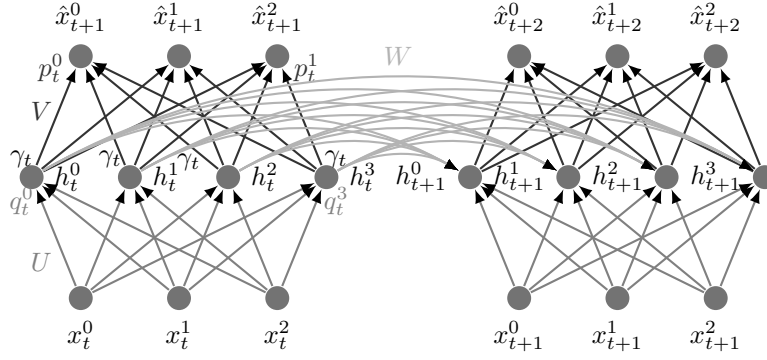 x̂⁰ₜ₊₁ x̂¹ₜ₊₁ x̂²ₜ₊₁ x̂⁰ₜ₊₂ x̂¹ₜ₊₂ x̂²ₜ₊₂
p⁰ₜ p¹ₜ W
V
γₜ γₜ γₜ γₜ
h⁰ₜ h¹ₜ h²ₜ h³ₜ h⁰ₜ₊₁ h¹ₜ₊₁ h²ₜ₊₁ h³ₜ₊₁
q⁰ₜ q³ₜ
U
x⁰ₜ x¹ₜ x²ₜ x⁰ₜ₊₁ x¹ₜ₊₁ x²ₜ₊₁